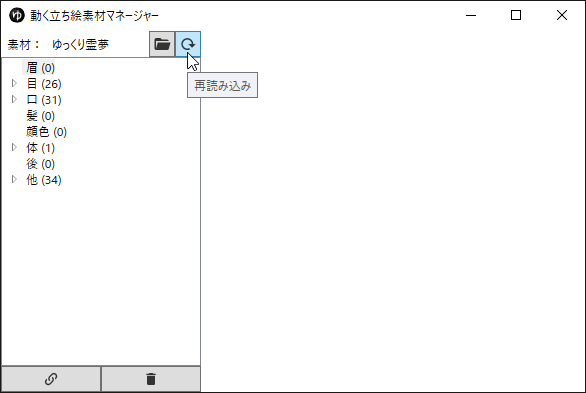 ゆ 動く立ち絵素材マネージャー
素材： ゆっくり霊夢
再読み込み
眉 (0)
目 (26)
口 (31)
髪 (0)
顔色 (0)
体 (1)
後 (0)
他 (34)